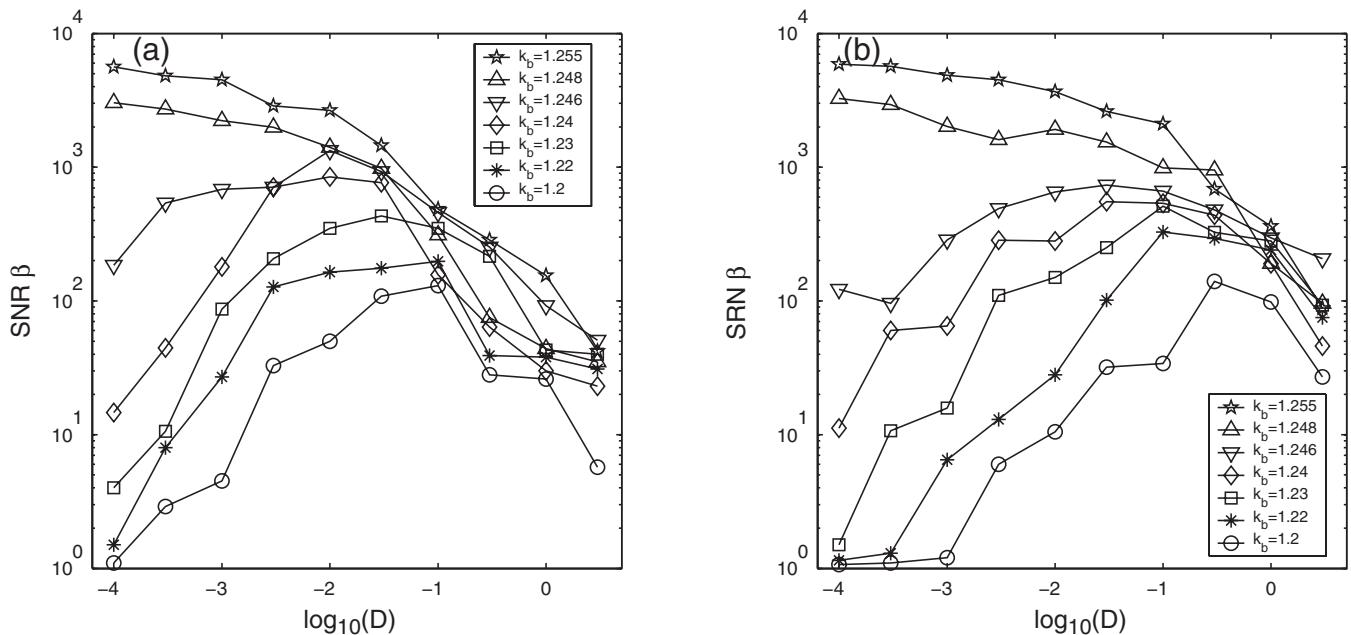 (a)
SNR β
10^4
10^3
10^2
10^1
10^0
k_b=1.255
k_b=1.248
k_b=1.246
k_b=1.24
k_b=1.23
k_b=1.22
k_b=1.2
−4 −3 −2 −1 0
log_10(D)
(b)
SRN β
10^4
10^3
10^2
10^1
10^0
k_b=1.255
k_b=1.248
k_b=1.246
k_b=1.24
k_b=1.23
k_b=1.22
k_b=1.2
−4 −3 −2 −1 0
log_10(D)